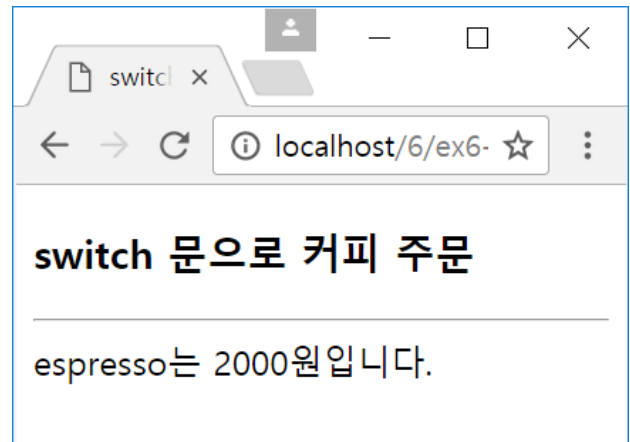 switc
localhost/6/ex6-
switch 문으로 커피 주문
espresso는 2000원입니다.